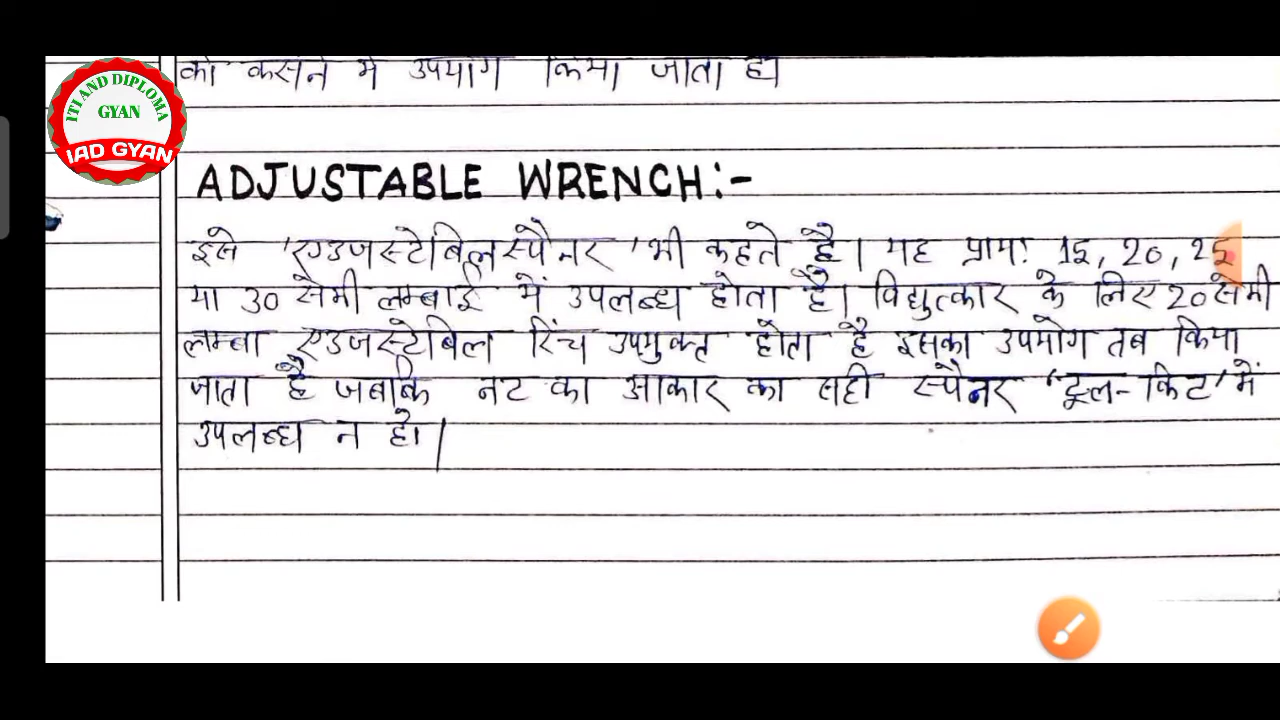 को कसने में उपयोग किया जाता है।
ITI AND DIPLOMA
GYAN
IAD GYAN
ADJUSTABLE WRENCH:-
इसे 'एडजस्टेबिल स्पैनर' भी कहते है। यह प्रायः 15, 20, 25
या 30 सेमी लम्बाई में उपलब्ध होता है। विद्युत्कार के लिए 20 सेमी
लम्बा एडजस्टेबिल रिंच उपयुक्त होता है इसका उपयोग तब किया
जाता है जबकि नट का आकार का सही स्पैनर 'टूल-किट' में
उपलब्ध न हो।